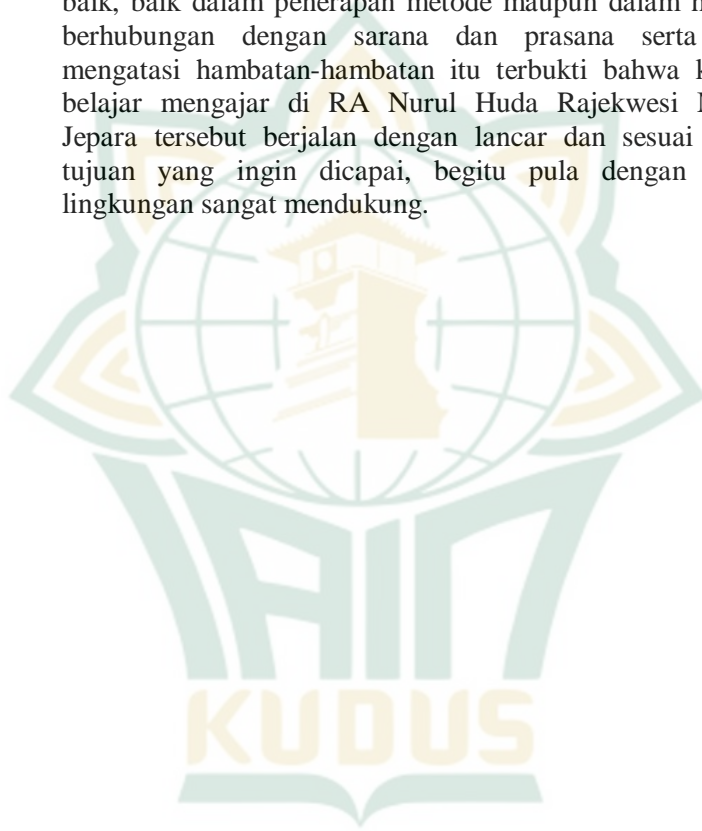 baik, baik dalam penerapan metode maupun dalam
berhubungan dengan sarana dan prasana serta
mengatasi hambatan-hambatan itu terbukti bahwa
belajar mengajar di RA Nurul Huda Rajekwesi
Jepara tersebut berjalan dengan lancar dan sesuai
tujuan yang ingin dicapai, begitu pula dengan
lingkungan sangat mendukung.
IAIN
KUDUS